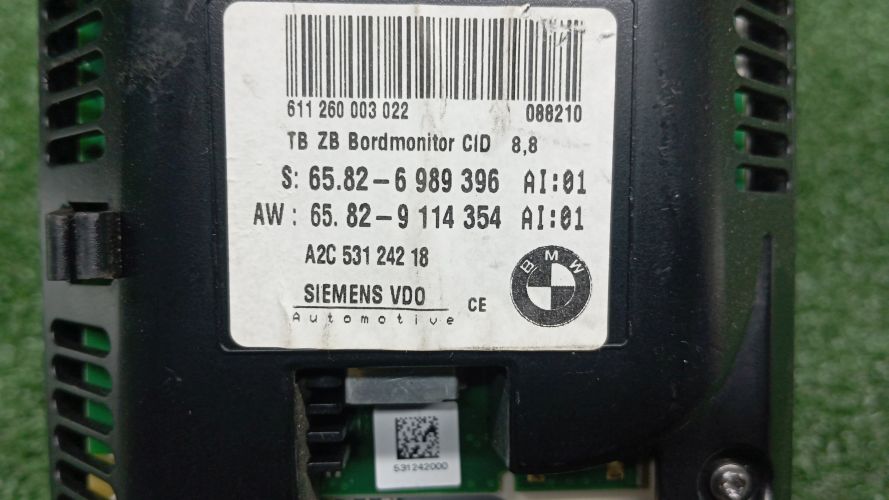 611 260 003 022 088210
TB ZB Bordmonitor CID 8,8
S: 65.82-6 989 396 AI:01
AW: 65.82-9 114 354 AI:01
A2C 531 242 18
BMW
SIEMENS VDO CE
Automotive
531242000